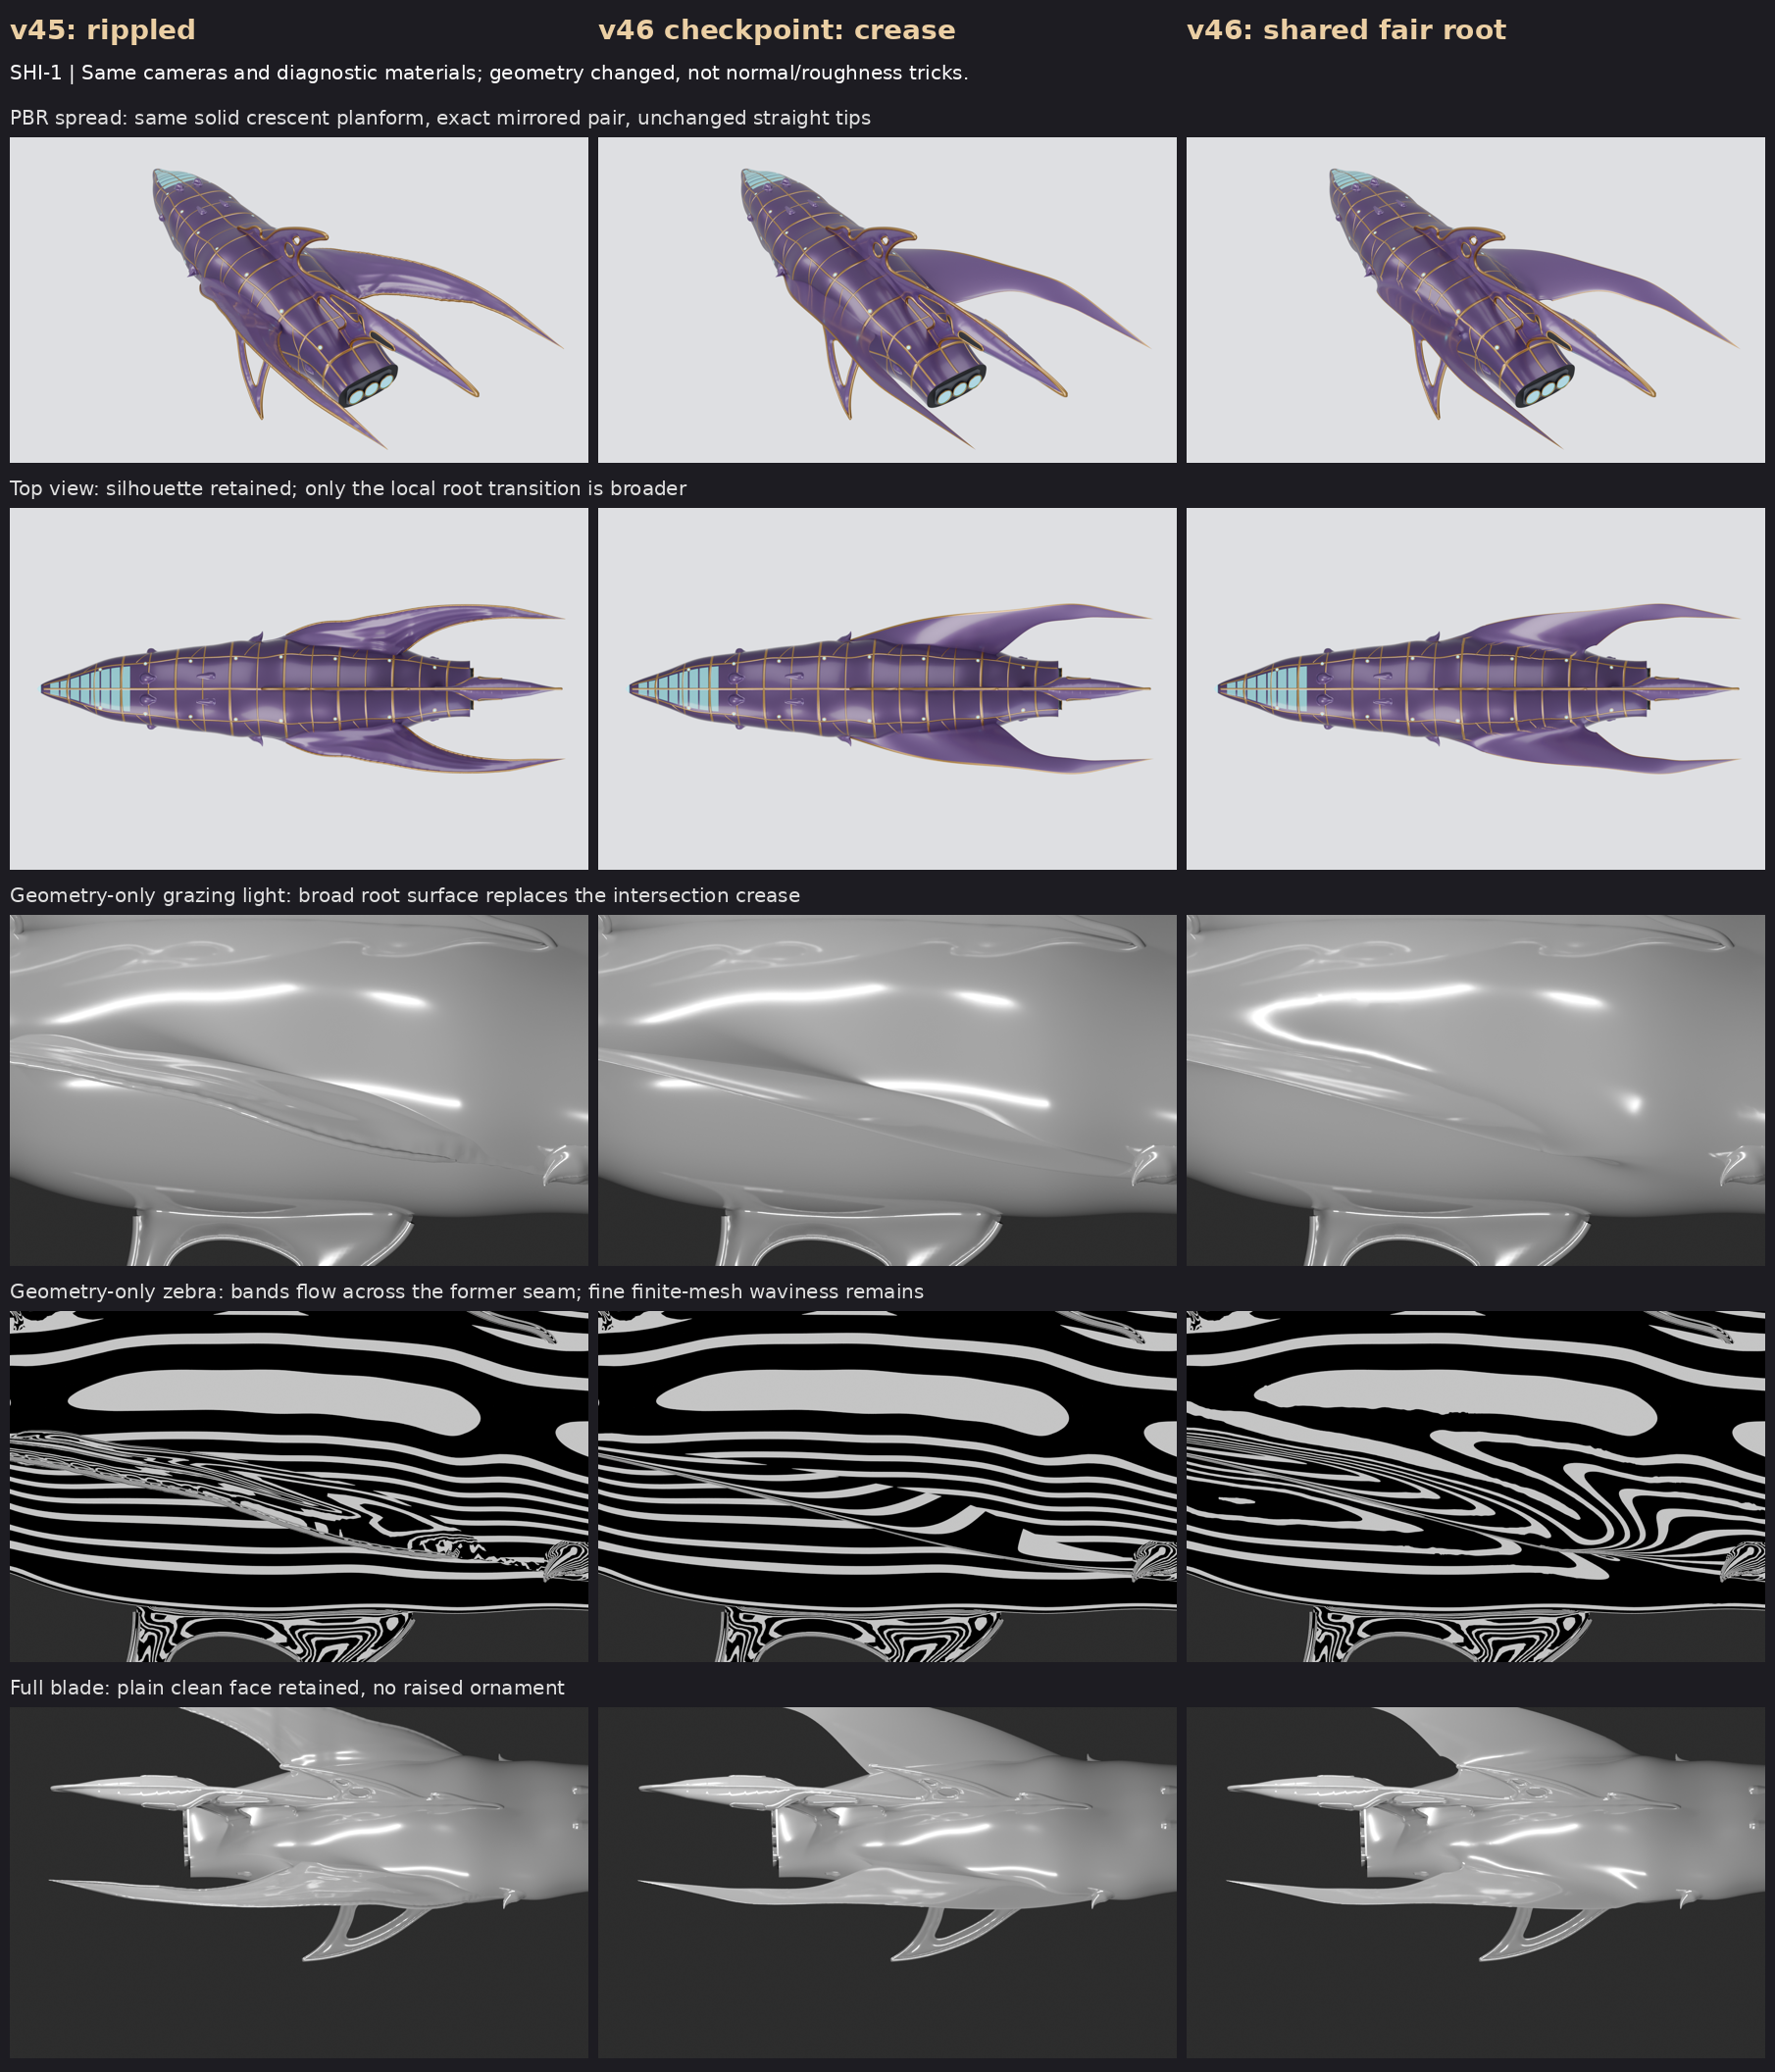 v45: rippled
v46 checkpoint: crease
v46: shared fair root
SHI-1 | Same cameras and diagnostic materials; geometry changed, not normal/roughness tricks.
PBR spread: same solid crescent planform, exact mirrored pair, unchanged straight tips
Top view: silhouette retained; only the local root transition is broader
Geometry-only grazing light: broad root surface replaces the intersection crease
Geometry-only zebra: bands flow across the former seam; fine finite-mesh waviness remains
Full blade: plain clean face retained, no raised ornament